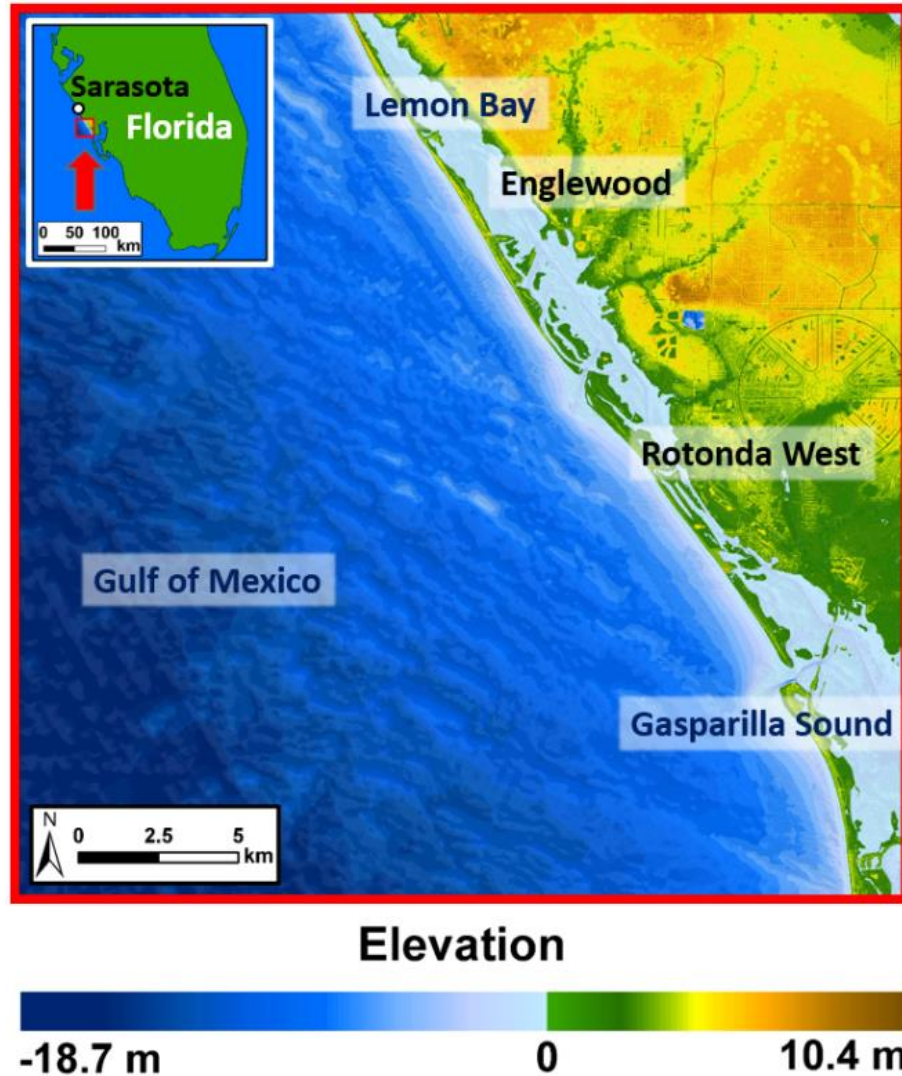 Sarasota
Florida
0 50 100
km
Lemon Bay
Englewood
Rotonda West
Gulf of Mexico
Gasparilla Sound
N
0 2.5 5
km
Elevation
-18.7 m 0 10.4 m